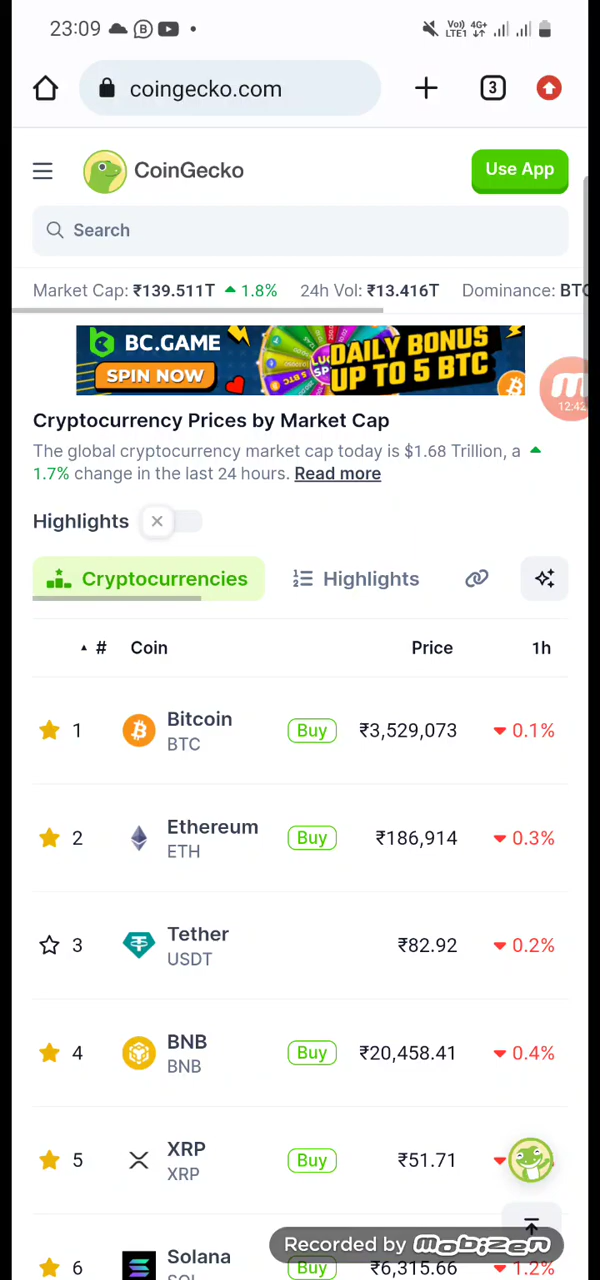 23:09
Vo) 4G+
LTE1
coingecko.com
3
CoinGecko
Use App
Search
Market Cap: ₹139.511T 1.8% 24h Vol: ₹13.416T Dominance: BTC
BC.GAME
SPIN NOW
DAILY BONUS
UP TO 5 BTC
12:42
Cryptocurrency Prices by Market Cap
The global cryptocurrency market cap today is $1.68 Trillion, a
1.7% change in the last 24 hours. Read more
Highlights
Cryptocurrencies Highlights
# Coin Price 1h
1 Bitcoin BTC Buy ₹3,529,073 0.1%
2 Ethereum ETH Buy ₹186,914 0.3%
3 Tether USDT ₹82.92 0.2%
4 BNB BNB Buy ₹20,458.41 0.4%
5 XRP XRP Buy ₹51.71
6 Solana Buy ₹6,315.66 1.2%
Recorded by mobizen